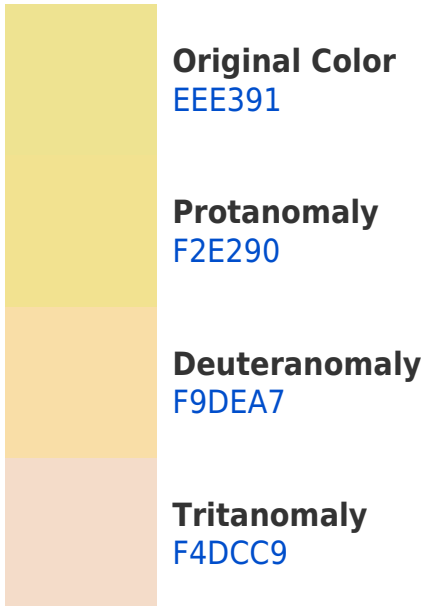 Original Color
EEE391
Protanomaly
F2E290
Deuteranomaly
F9DEA7
Tritanomaly
F4DCC9